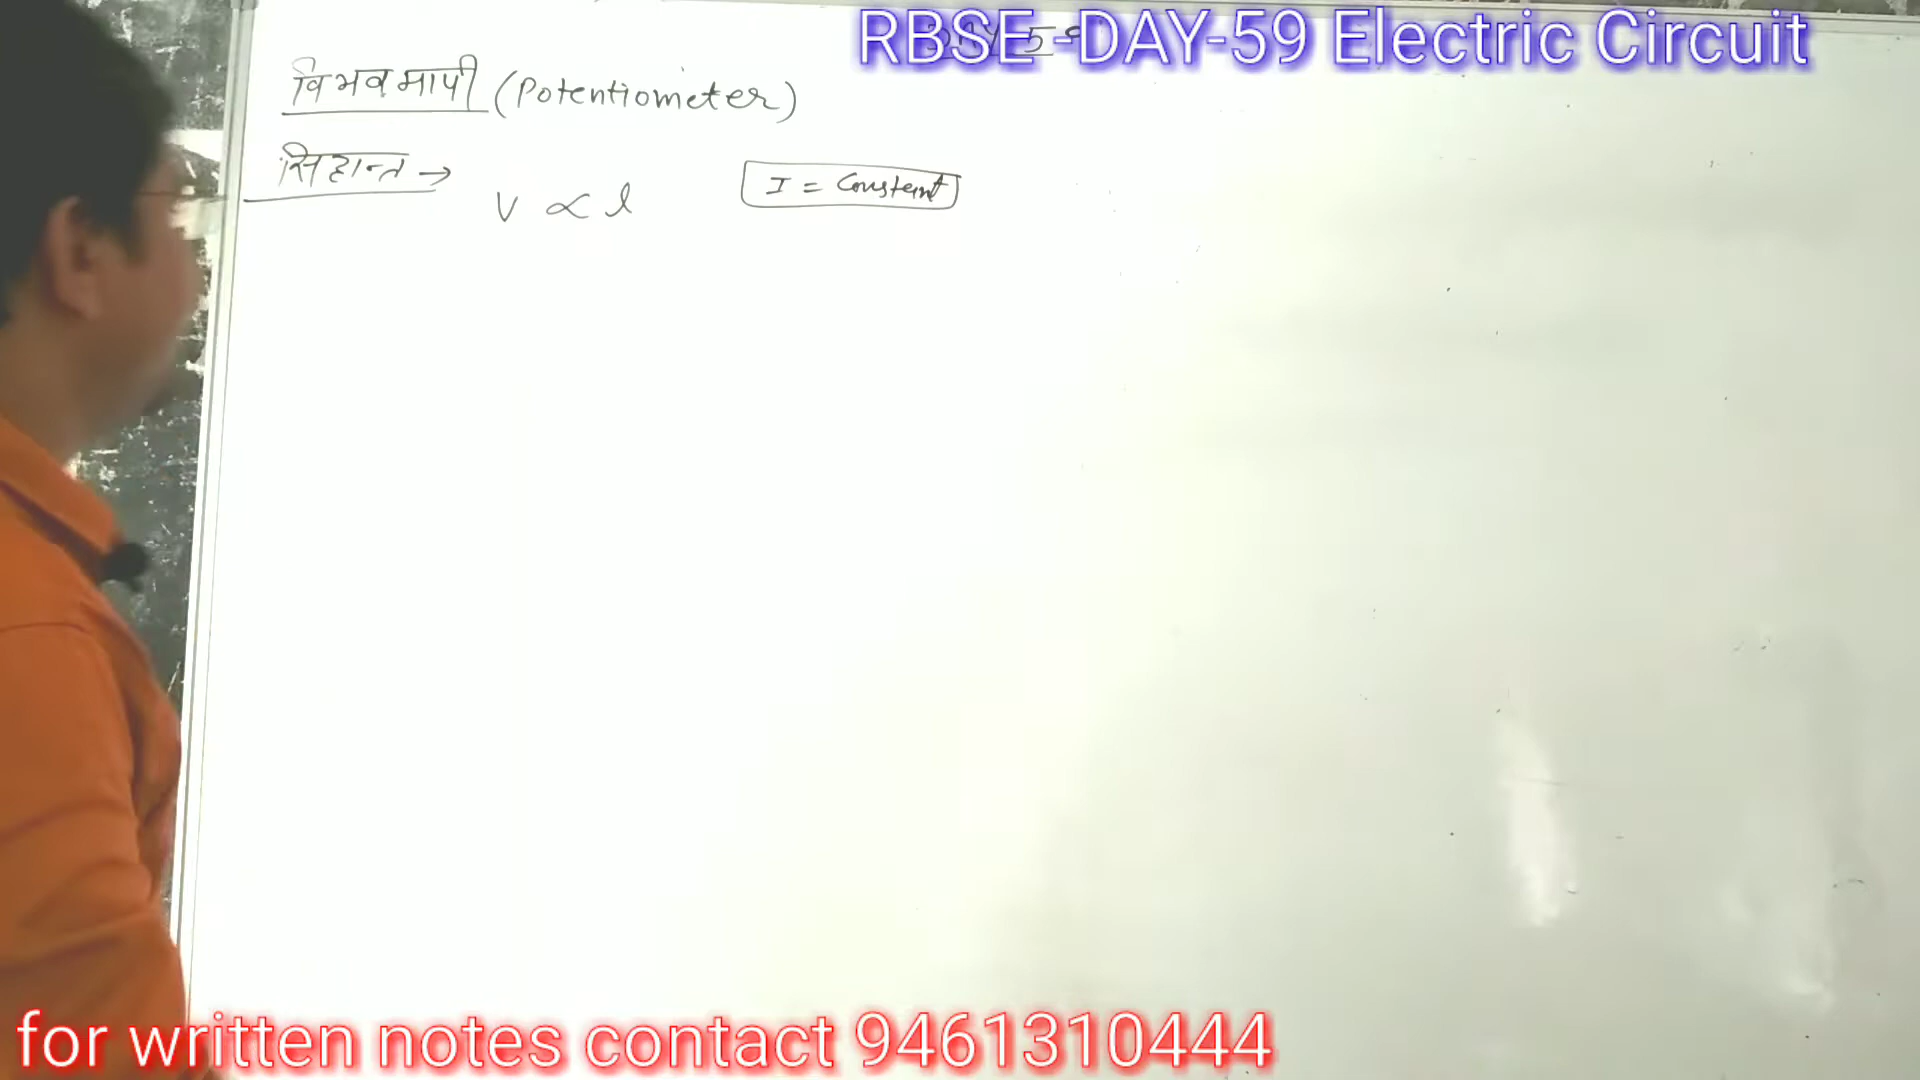 RBSE -DAY-59 Electric Circuit
विभवमापी (Potentiometer)
सिद्धान्त →
V ∝ l
I = Constant
for written notes contact 9461310444